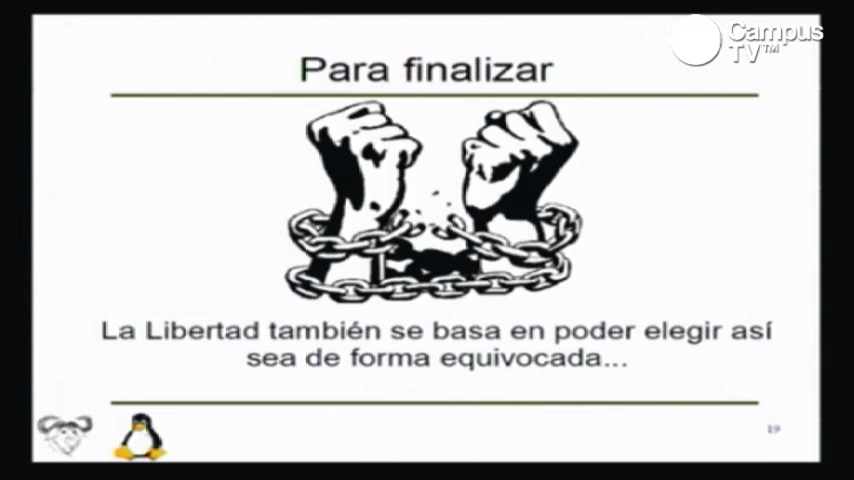 Campus
TV™
Para finalizar
La Libertad también se basa en poder elegir así
sea de forma equivocada...
19